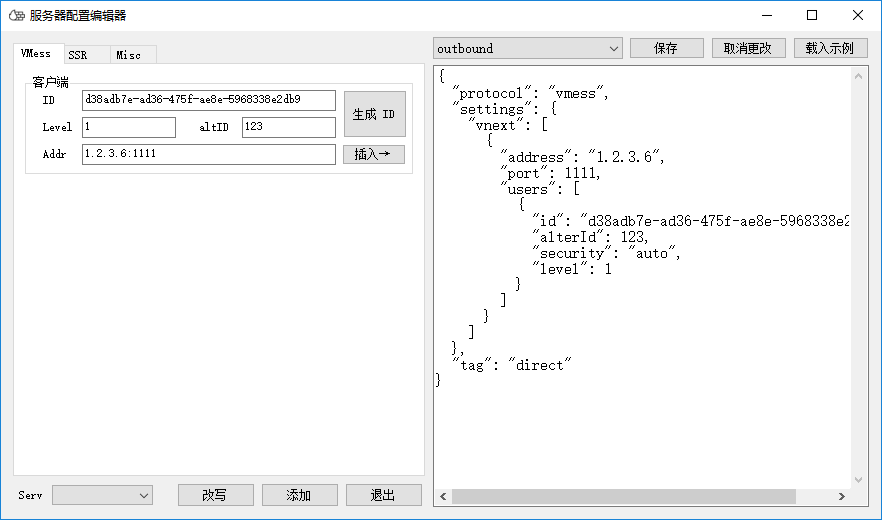 服务器配置编辑器
VMess SSR Misc
客户端
ID d38adb7e-ad36-475f-ae8e-5968338e2db9
生成 ID
Level 1 altID 123
Addr 1.2.3.6:1111 插入→
Serv 改写 添加 退出
outbound 保存 取消更改 载入示例
{
"protocol": "vmess",
"settings": {
"vnext": [
{
"address": "1.2.3.6",
"port": 1111,
"users": [
{
"id": "d38adb7e-ad36-475f-ae8e-5968338e2
"alterId": 123,
"security": "auto",
"level": 1
}
]
}
]
},
"tag": "direct"
}